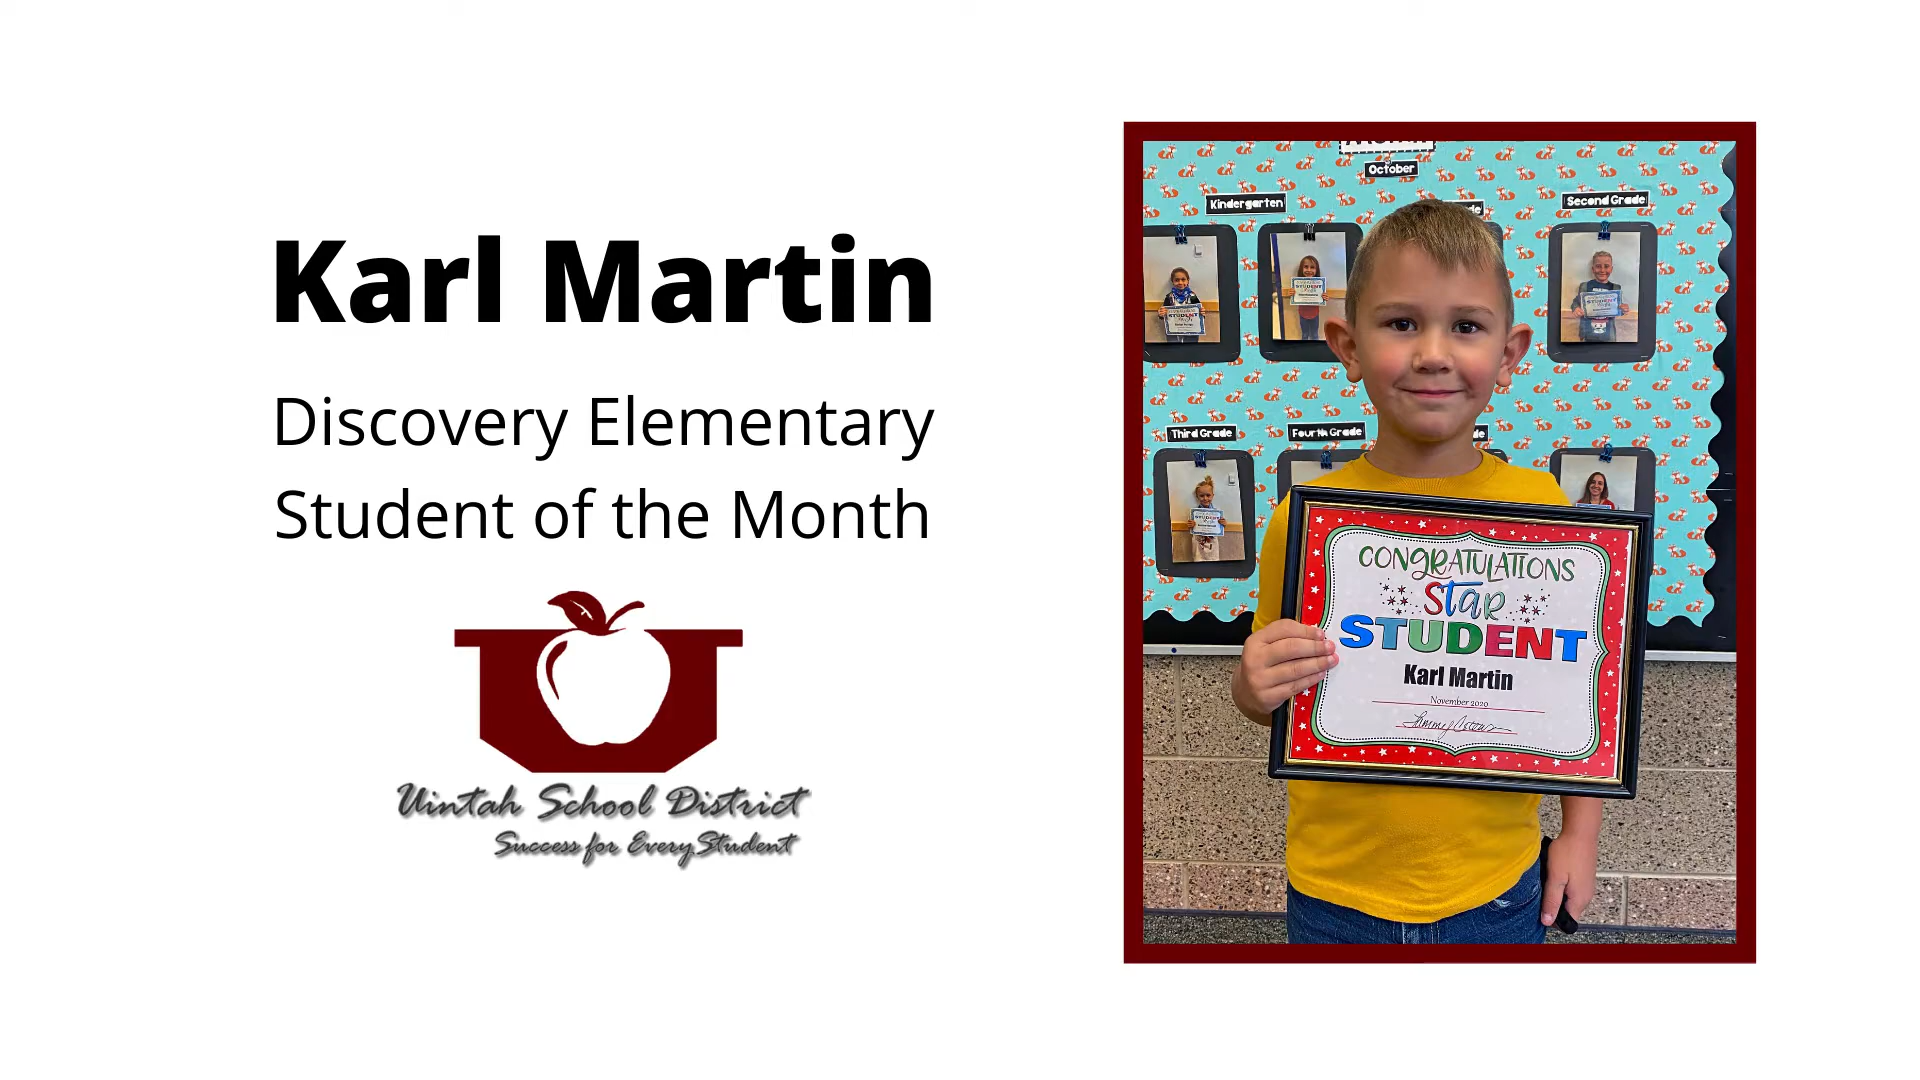 Karl Martin
Discovery Elementary
Student of the Month
Uintah School District
Success for Every Student
October
Kindergarten
Second Grade
Third Grade
Fourth Grade
CONGRATULATIONS
Star
STUDENT
Karl Martin
November 2020